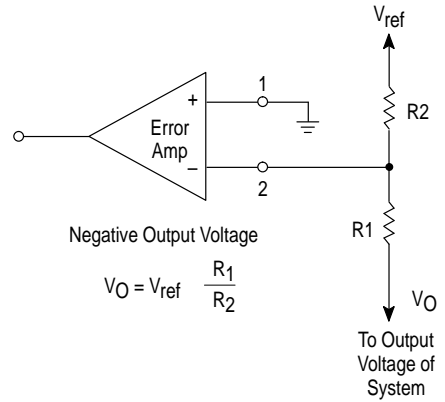 Vref
R2
1
+
Error
Amp
−
2
R1
Negative Output Voltage
VO = Vref R1
R2
VO
To Output
Voltage of
System